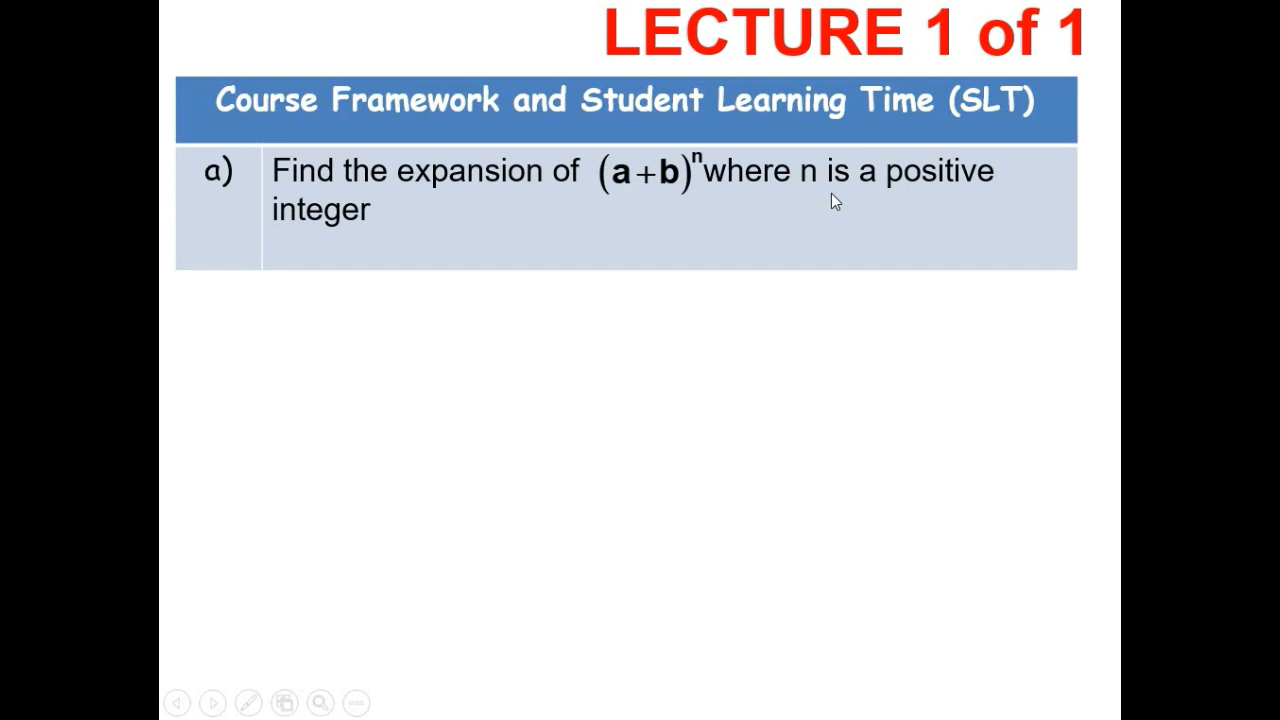 LECTURE 1 of 1
Course Framework and Student Learning Time (SLT)
a) Find the expansion of (a+b)ⁿ where n is a positive
integer